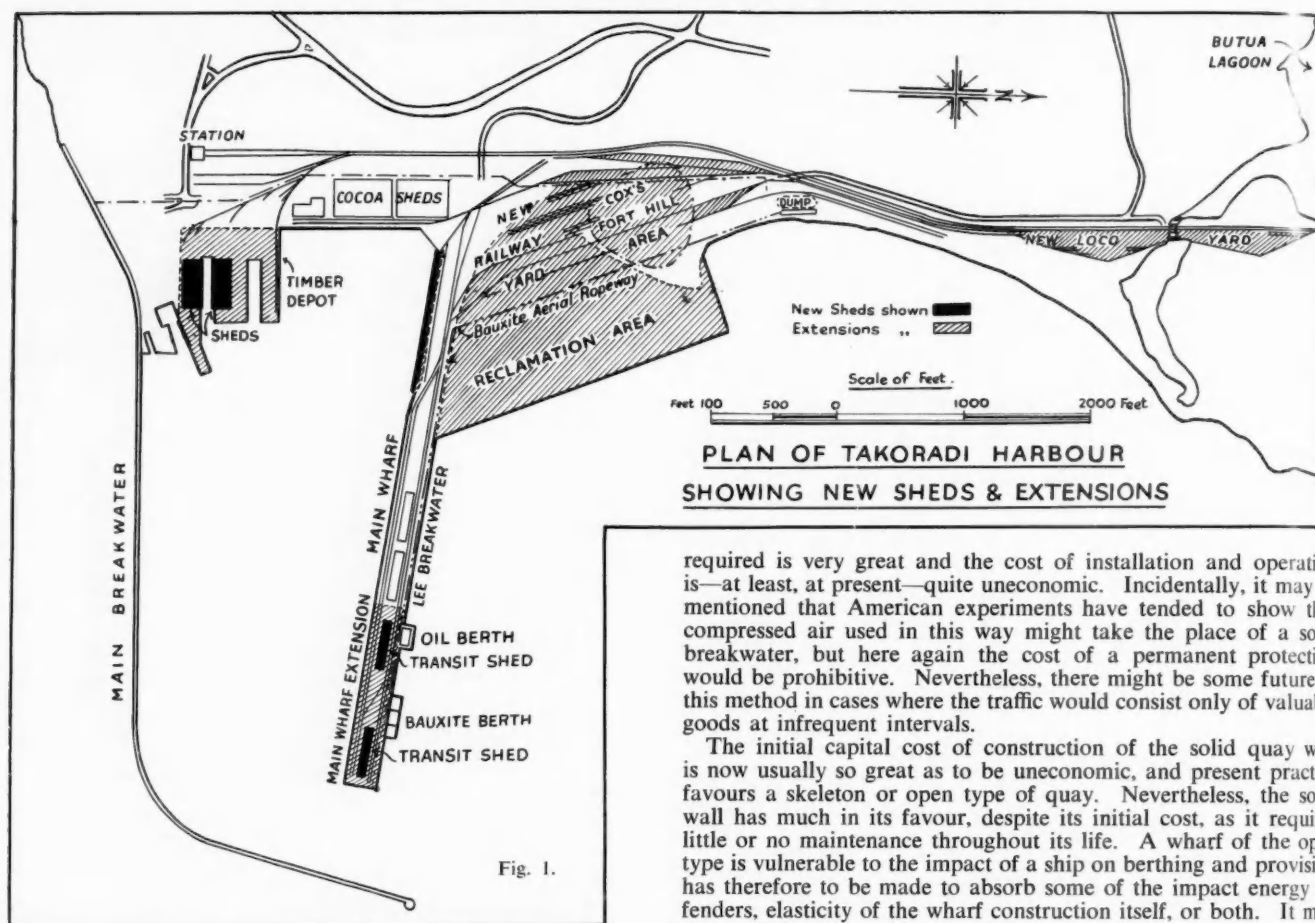 BUTUA
LAGOON
N
STATION
COCOA SHEDS
NEW
RAILWAY
YARD
COX'S
FORT HILL
AREA
DUMP
NEW LOCO YARD
TIMBER
DEPOT
SHEDS
Bauxite Aerial Ropeway
RECLAMATION AREA
New Sheds shown
Extensions ,,
Scale of Feet.
Feet 100 500 0 1000 2000 Feet
PLAN OF TAKORADI HARBOUR
SHOWING NEW SHEDS & EXTENSIONS
MAIN BREAKWATER
MAIN WHARF
LEE BREAKWATER
MAIN WHARF EXTENSION
OIL BERTH
TRANSIT SHED
BAUXITE BERTH
TRANSIT SHED
Fig. 1.
required is very great and the cost of installation and operati
is—at least, at present—quite uneconomic. Incidentally, it may
mentioned that American experiments have tended to show th
compressed air used in this way might take the place of a so
breakwater, but here again the cost of a permanent protecti
would be prohibitive. Nevertheless, there might be some future
this method in cases where the traffic would consist only of valua
goods at infrequent intervals.
The initial capital cost of construction of the solid quay w
is now usually so great as to be uneconomic, and present pract
favours a skeleton or open type of quay. Nevertheless, the so
wall has much in its favour, despite its initial cost, as it requi
little or no maintenance throughout its life. A wharf of the op
type is vulnerable to the impact of a ship on berthing and provisi
has therefore to be made to absorb some of the impact energy
fenders, elasticity of the wharf construction itself, or both. It m